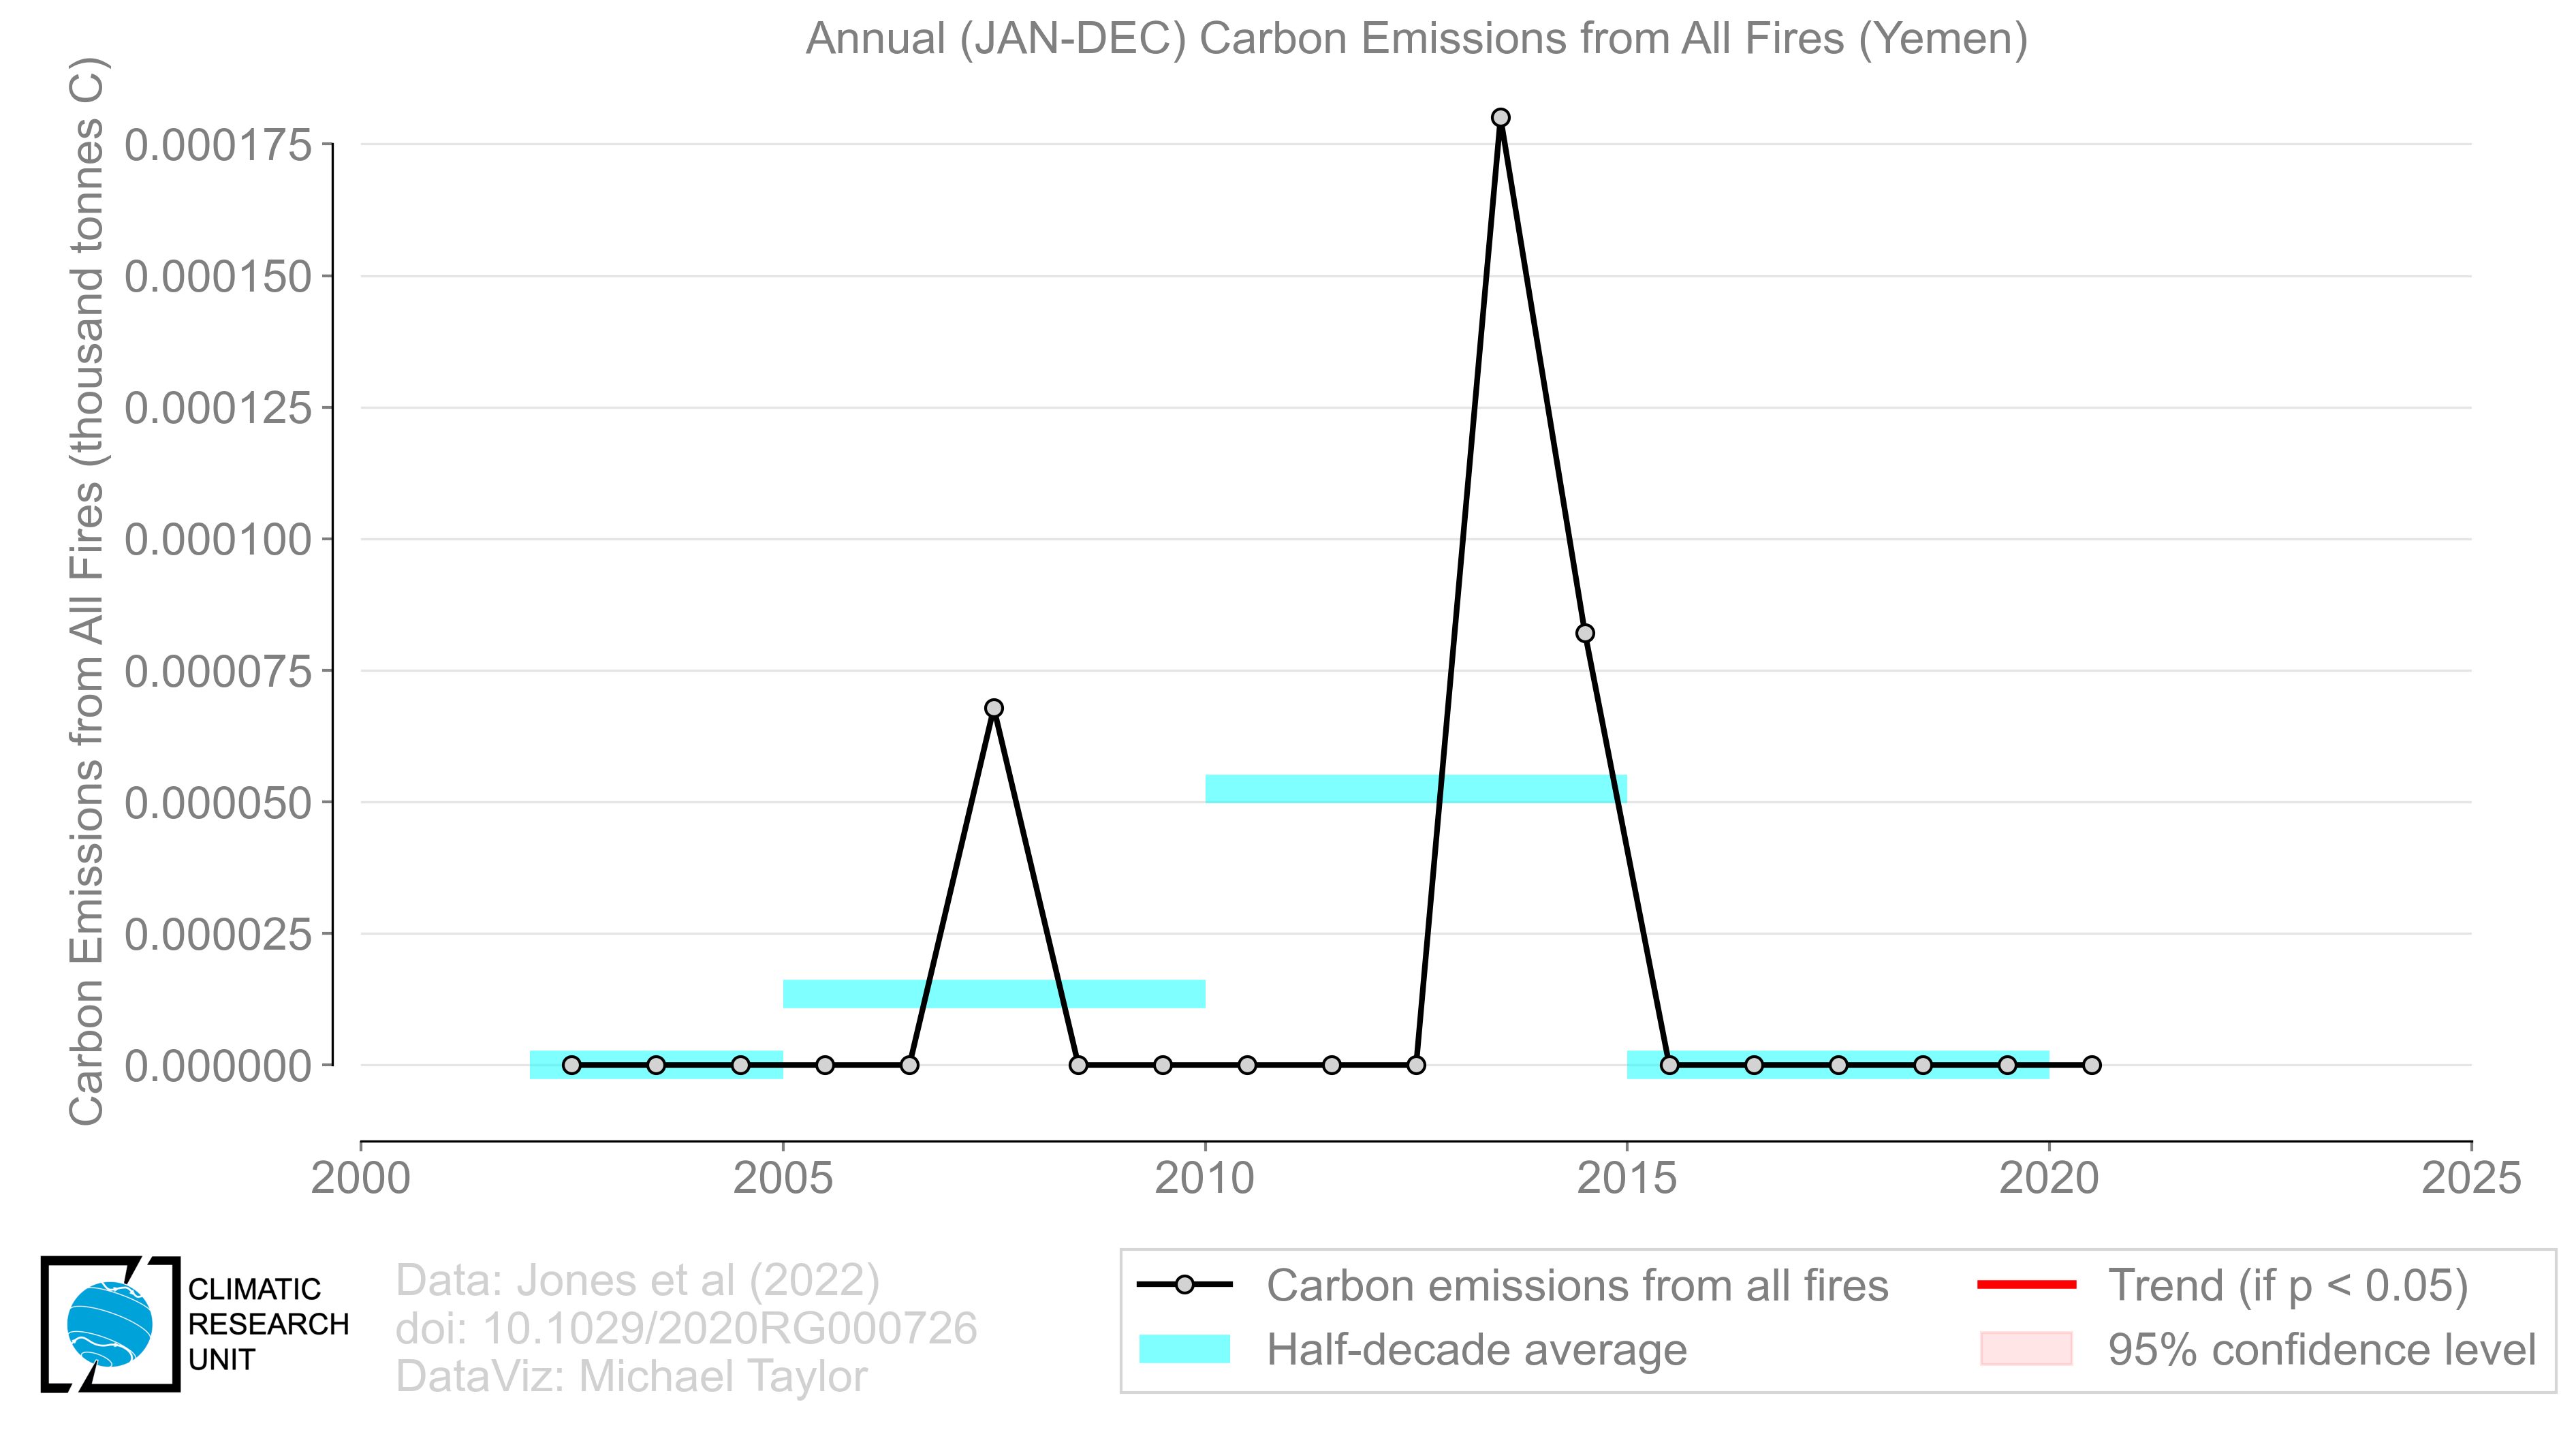 Annual (JAN-DEC) Carbon Emissions from All Fires (Yemen)
Carbon Emissions from All Fires (thousand tonnes C)
0.000175
0.000150
0.000125
0.000100
0.000075
0.000050
0.000025
0.000000
2000 2005 2010 2015 2020 2025
CLIMATIC
RESEARCH
UNIT
Data: Jones et al (2022)
doi: 10.1029/2020RG000726
DataViz: Michael Taylor
Carbon emissions from all fires
Half-decade average
Trend (if p < 0.05)
95% confidence level